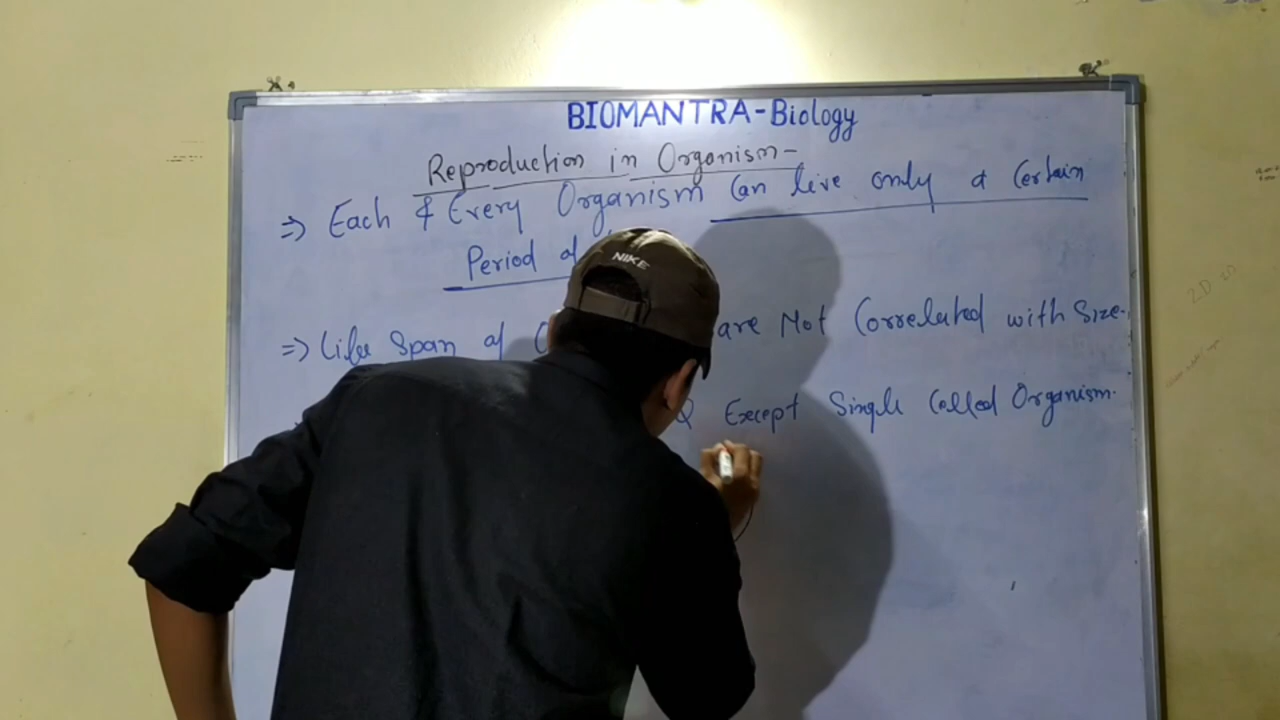 BIOMANTRA-Biology
Reproduction in Organism-
⇒ Each & Every Organism Can live only a Certain
Period of
NIKE
⇒ Life Span of are Not Correlated with Size.
Except Single Celled Organism.